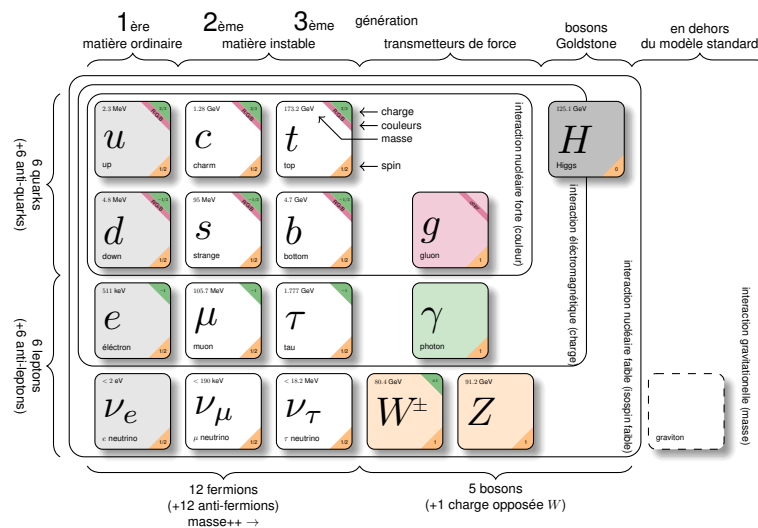 1ère 2ème 3ème génération
matière ordinaire matière instable transmetteurs de force
bosons
Goldstone
en dehors
du modèle standard
6 quarks
(+6 anti-quarks)
6 leptons
(+6 anti-leptons)
2.3 MeV 2/3
R/G/B
u
up 1/2
1.28 GeV 2/3
R/G/B
c
charm 1/2
173.2 GeV 2/3
R/G/B
t
top 1/2
charge
couleurs
masse
spin
125.1 GeV
H
Higgs 0
4.8 MeV −1/3
R/G/B
d
down 1/2
95 MeV −1/3
R/G/B
s
strange 1/2
4.7 GeV −1/3
R/G/B
b
bottom 1/2
g
gluon 1
511 keV −1
e
éléctron 1/2
105.7 MeV −1
μ
muon 1/2
1.777 GeV −1
τ
tau 1/2
γ
photon 1
< 2 eV
νe
e neutrino 1/2
< 190 keV
νμ
μ neutrino 1/2
< 18.2 MeV
ντ
τ neutrino 1/2
80.4 GeV ±1
W±
1
91.2 GeV
Z
1
graviton
interaction nucléaire forte (couleur)
interaction éléctromagnétique (charge)
interaction nucléaire faible (isospin faible)
interaction gravitationelle
(masse)
12 fermions
(+12 anti-fermions)
masse++ →
5 bosons
(+1 charge opposée W)